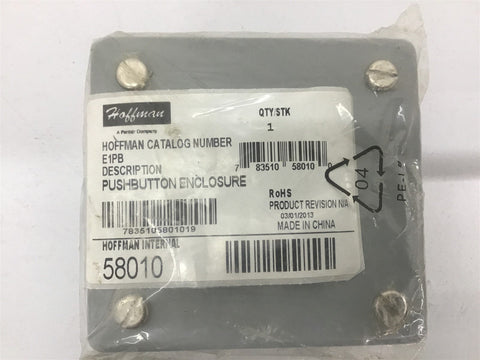 Hoffman
A Pentair Company
QTY/STK
1
HOFFMAN CATALOG NUMBER
E1PB
DESCRIPTION
PUSHBUTTON ENCLOSURE
7 83510 58010
RoHS
PRODUCT REVISION N/A
03/01/2013
MADE IN CHINA
7835105801019
HOFFMAN INTERNAL
58010
04